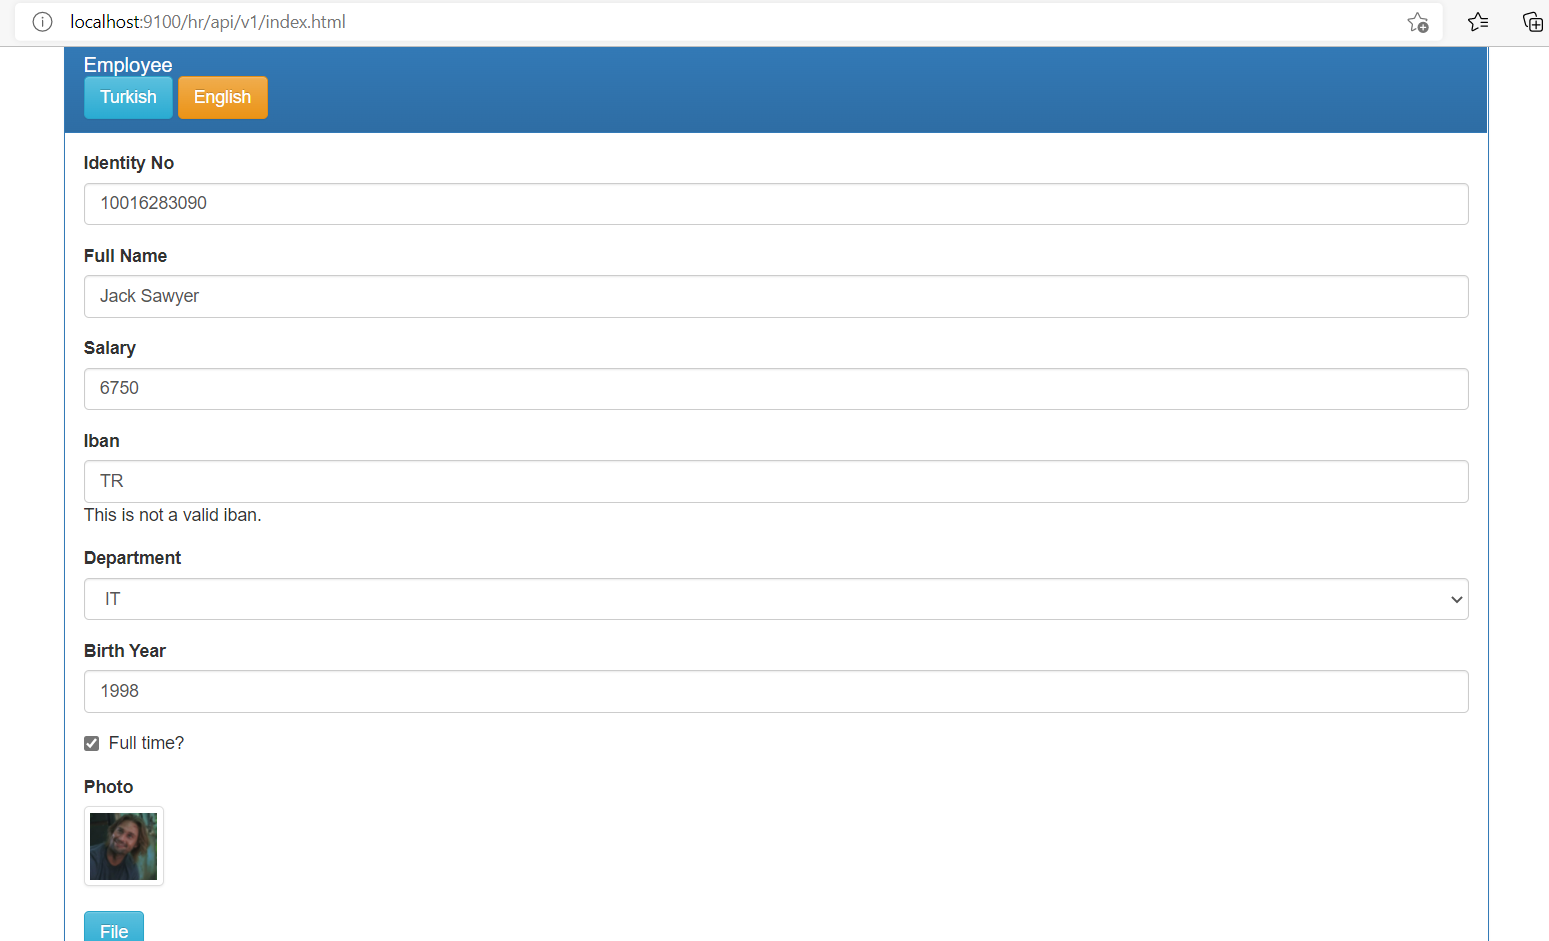 localhost:9100/hr/api/v1/index.html
Employee
Turkish English
Identity No
10016283090
Full Name
Jack Sawyer
Salary
6750
Iban
TR
This is not a valid iban.
Department
IT
Birth Year
1998
Full time?
Photo
File